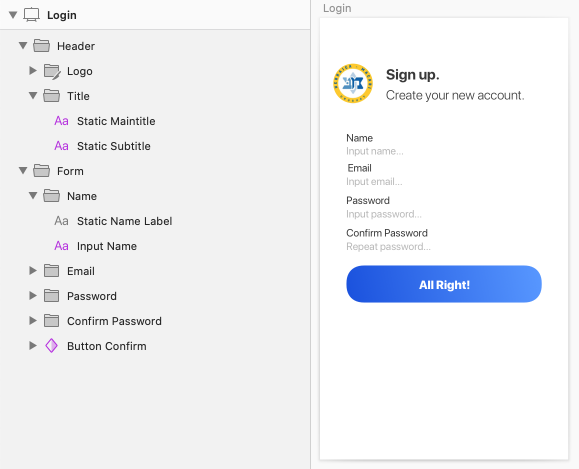 Login
Header
Logo
Title
Aa Static Maintitle
Aa Static Subtitle
Form
Name
Aa Static Name Label
Aa Input Name
Email
Password
Confirm Password
Button Confirm
Login
Sign up.
Create your new account.
Name
Input name...
Email
Input email...
Password
Input password...
Confirm Password
Repeat password...
All Right!